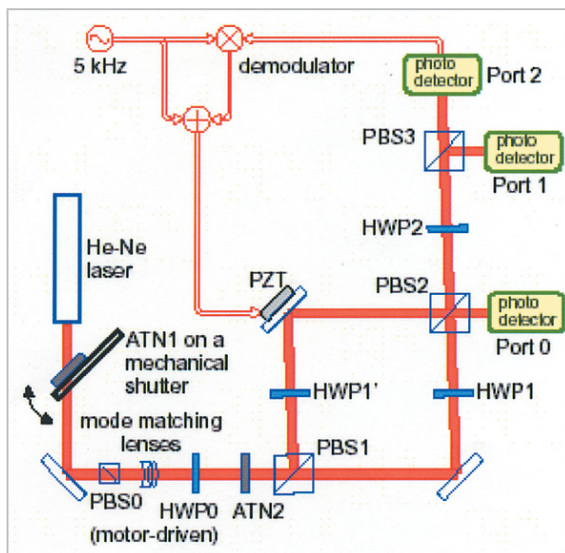 5 kHz
demodulator
photo
detector
Port 2
PBS3
photo
detector
Port 1
HWP2
He-Ne
laser
PZT
PBS2
photo
detector
Port 0
ATN1 on a
mechanical
shutter
HWP1'
HWP1
mode matching
lenses
PBS1
PBS0
HWP0
ATN2
(motor-driven)